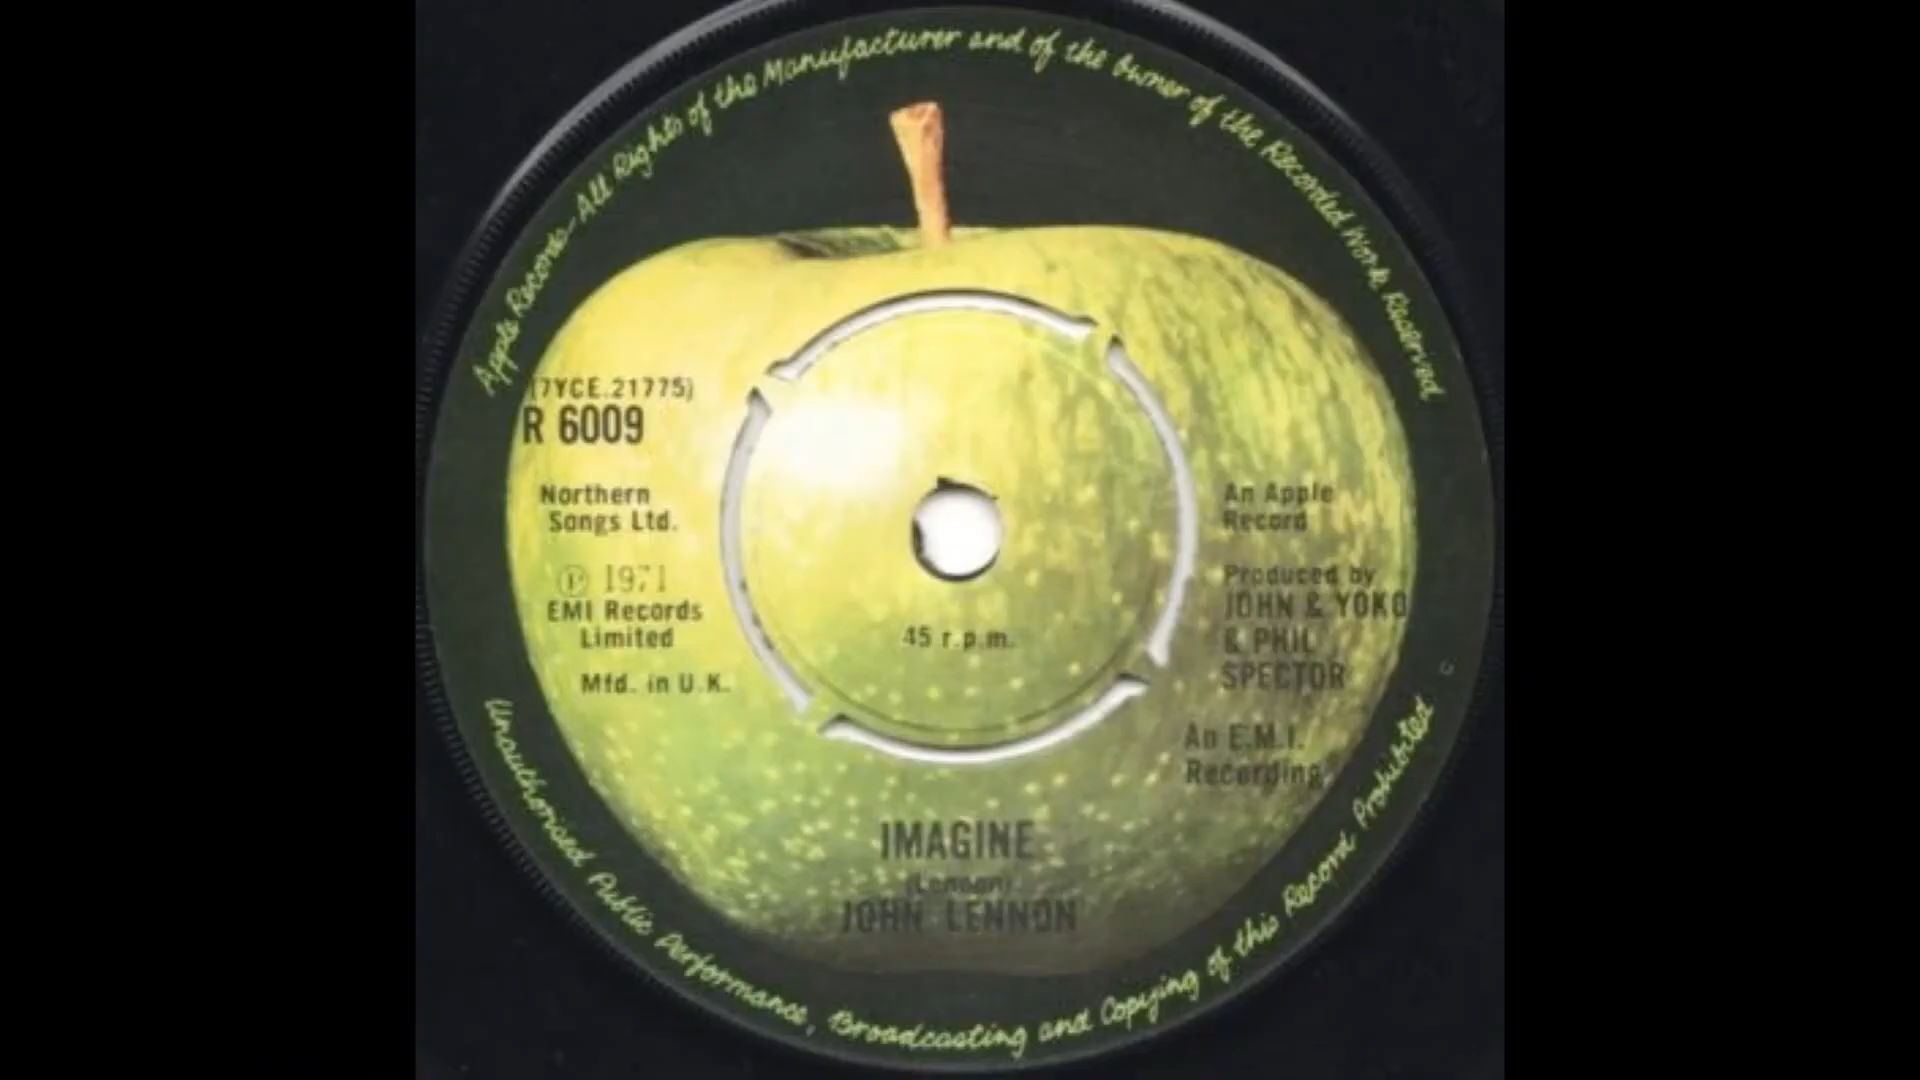 Apple Records-All Rights of the Manufacturer and of the Owner of the Recorded Work Reserved
(7YCE.21775)
R 6009
Northern
Songs Ltd.
℗ 1971
EMI Records
Limited
Mfd. in U.K.
45 r.p.m.
An Apple
Record
Produced by
JOHN & YOKO
& PHIL
SPECTOR
An E.M.I.
Recording
IMAGINE
(Lennon)
JOHN LENNON
Unauthorised Public Performance, Broadcasting and Copying of this Record Prohibited